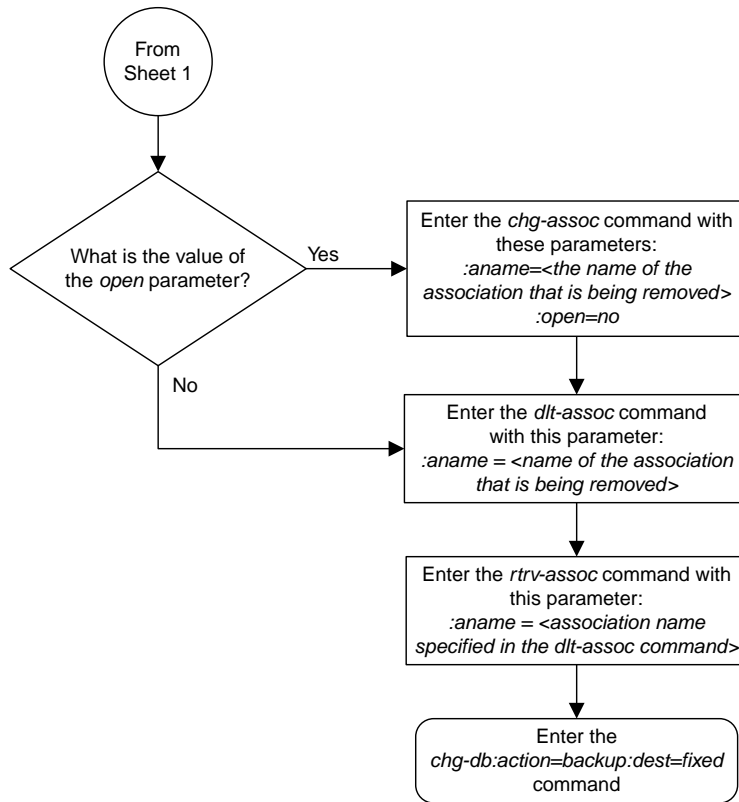 From
Sheet 1
What is the value of
the open parameter?
Yes
No
Enter the chg-assoc command with
these parameters:
:aname=<the name of the
association that is being removed>
:open=no
Enter the dlt-assoc command
with this parameter:
:aname = <name of the association
that is being removed>
Enter the rtrv-assoc command with
this parameter:
:aname = <association name
specified in the dlt-assoc command>
Enter the
chg-db:action=backup:dest=fixed
command